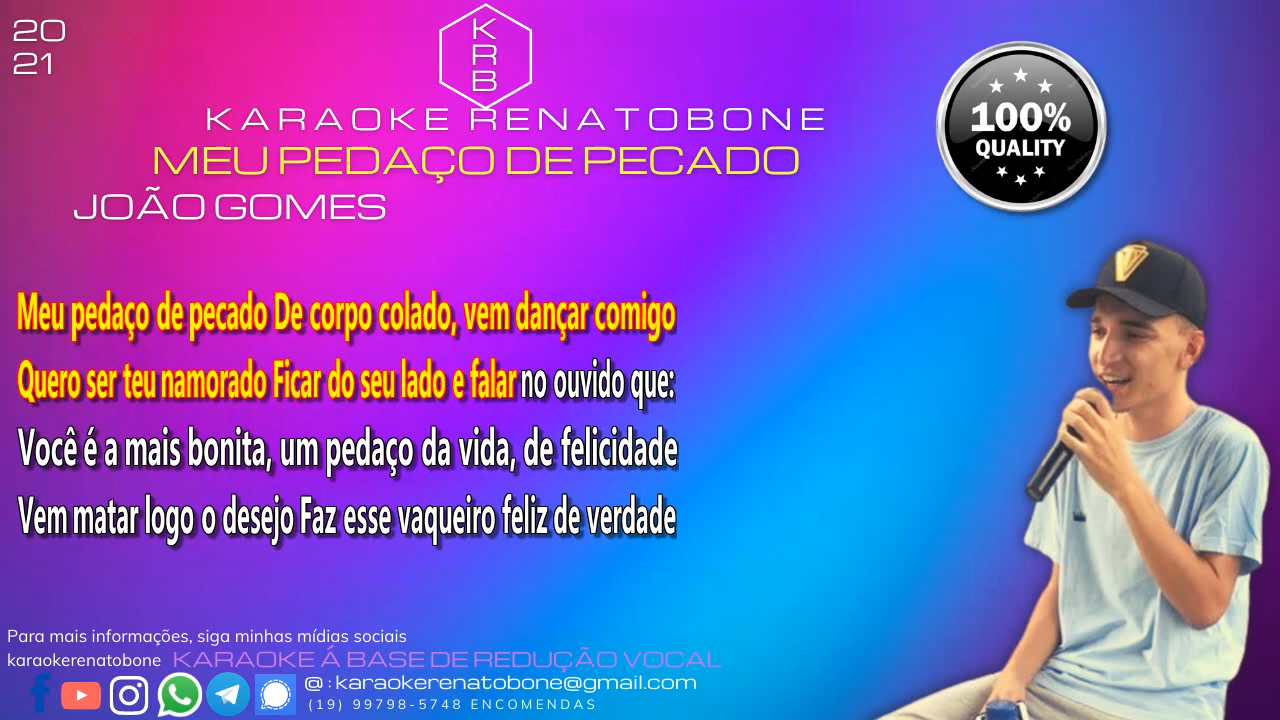 20
21
K
R
B
KARAOKE RENATOBONE
MEU PEDAÇO DE PECADO
JOÃO GOMES
100%
QUALITY
Meu pedaço de pecado De corpo colado, vem dançar comigo
Quero ser teu namorado Ficar do seu lado e falar no ouvido que:
Você é a mais bonita, um pedaço da vida, de felicidade
Vem matar logo o desejo Faz esse vaqueiro feliz de verdade
Para mais informações, siga minhas mídias sociais
karaokerenatobone KARAOKE Á BASE DE REDUÇÃO VOCAL
@:karaokerenatobone@gmail.com
(19) 99798-5748 ENCOMENDAS